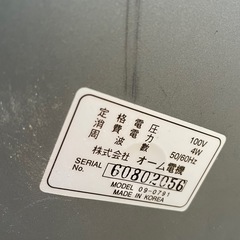 定格電圧 100V
消費電力 4W
周波数 50/60Hz
株式会社 オーム電機
SERIAL No. 60802056
MODEL 09-0791
MADE IN KOREA